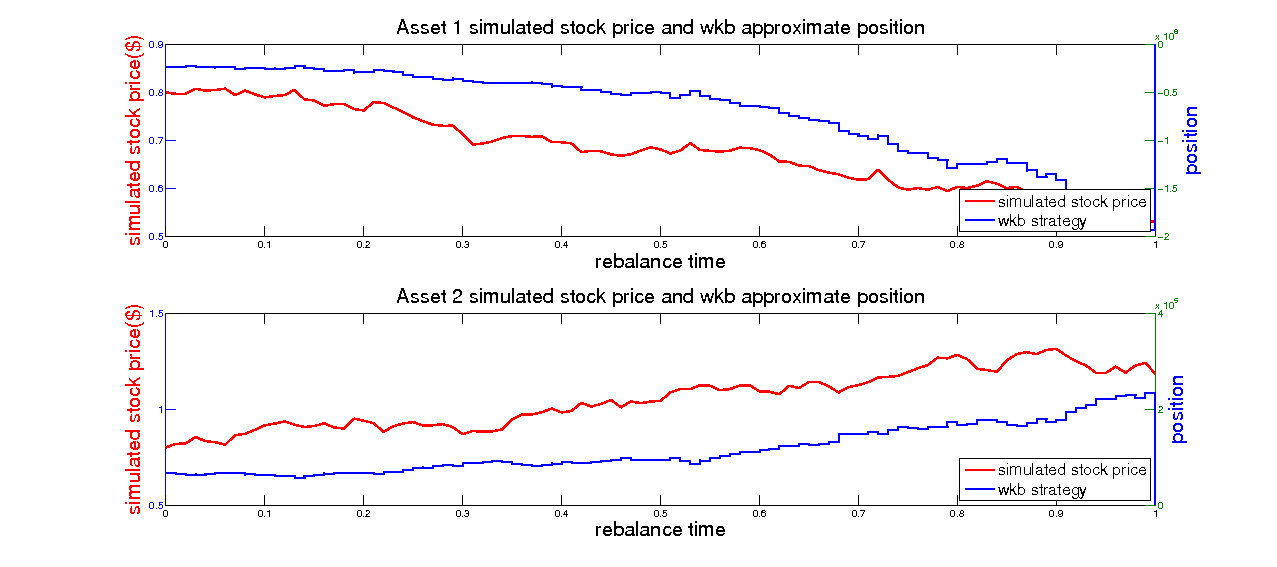 Asset 1 simulated stock price and wkb approximate position
simulated stock price($)
0.9
0.8
0.7
0.6
0.5
0
−0.5
−1
−1.5
−2
position
simulated stock price
wkb strategy
0 0.1 0.2 0.3 0.4 0.5 0.6 0.7 0.8 0.9 1
rebalance time
Asset 2 simulated stock price and wkb approximate position
simulated stock price($)
1.5
1
0.5
4
2
0
position
simulated stock price
wkb strategy
0 0.1 0.2 0.3 0.4 0.5 0.6 0.7 0.8 0.9 1
rebalance time